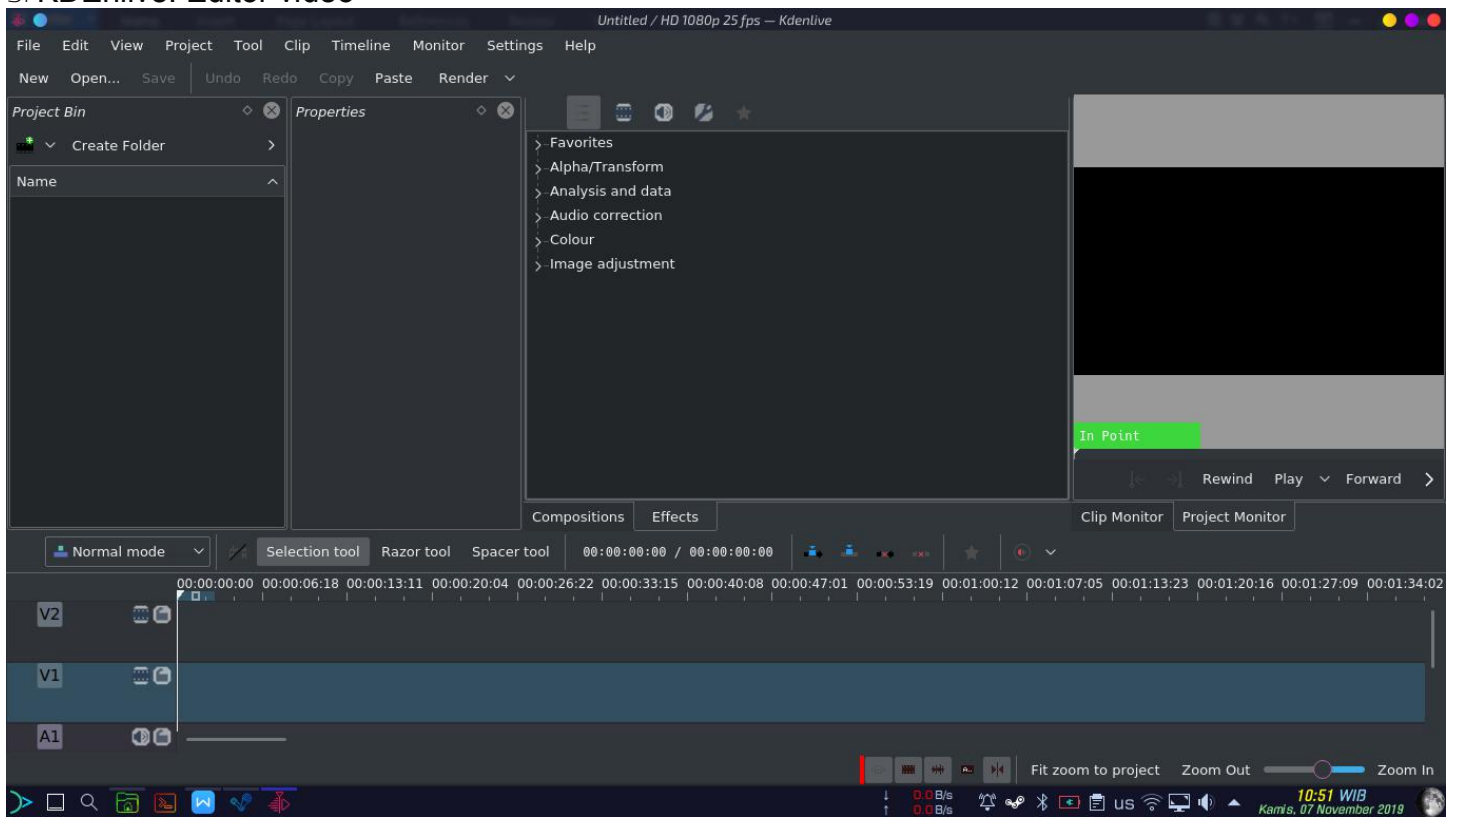 Untitled / HD 1080p 25 fps — Kdenlive
File Edit View Project Tool Clip Timeline Monitor Settings Help
New Open... Save Undo Redo Copy Paste Render
Project Bin
Properties
Create Folder
Name
Favorites
Alpha/Transform
Analysis and data
Audio correction
Colour
Image adjustment
In Point
Rewind Play Forward
Compositions Effects
Clip Monitor Project Monitor
Normal mode Selection tool Razor tool Spacer tool 00:00:00:00 / 00:00:00:00
00:00:00:00 00:00:06:18 00:00:13:11 00:00:20:04 00:00:26:22 00:00:33:15 00:00:40:08 00:00:47:01 00:00:53:19 00:01:00:12 00:01:07:05 00:01:13:23 00:01:20:16 00:01:27:09 00:01:34:02
V2
V1
A1
Fit zoom to project Zoom Out Zoom In
0.0B/s
0.0B/s
us
10:51 WIB
Kamis, 07 November 2019